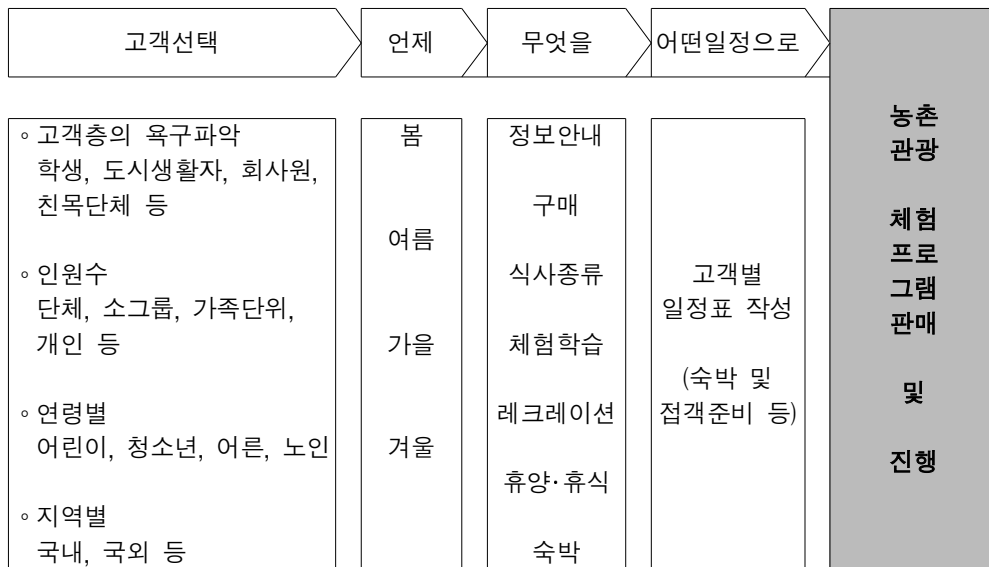 고객선택
언제
무엇을
어떤일정으로
◦ 고객층의 욕구파악
학생, 도시생활자, 회사원,
친목단체 등
◦ 인원수
단체, 소그룹, 가족단위,
개인 등
◦ 연령별
어린이, 청소년, 어른, 노인
◦ 지역별
국내, 국외 등
봄
여름
가을
겨울
정보안내
구매
식사종류
체험학습
레크레이션
휴양·휴식
숙박
고객별
일정표 작성
(숙박 및
접객준비 등)
농촌
관광
체험
프로
그램
판매
및
진행